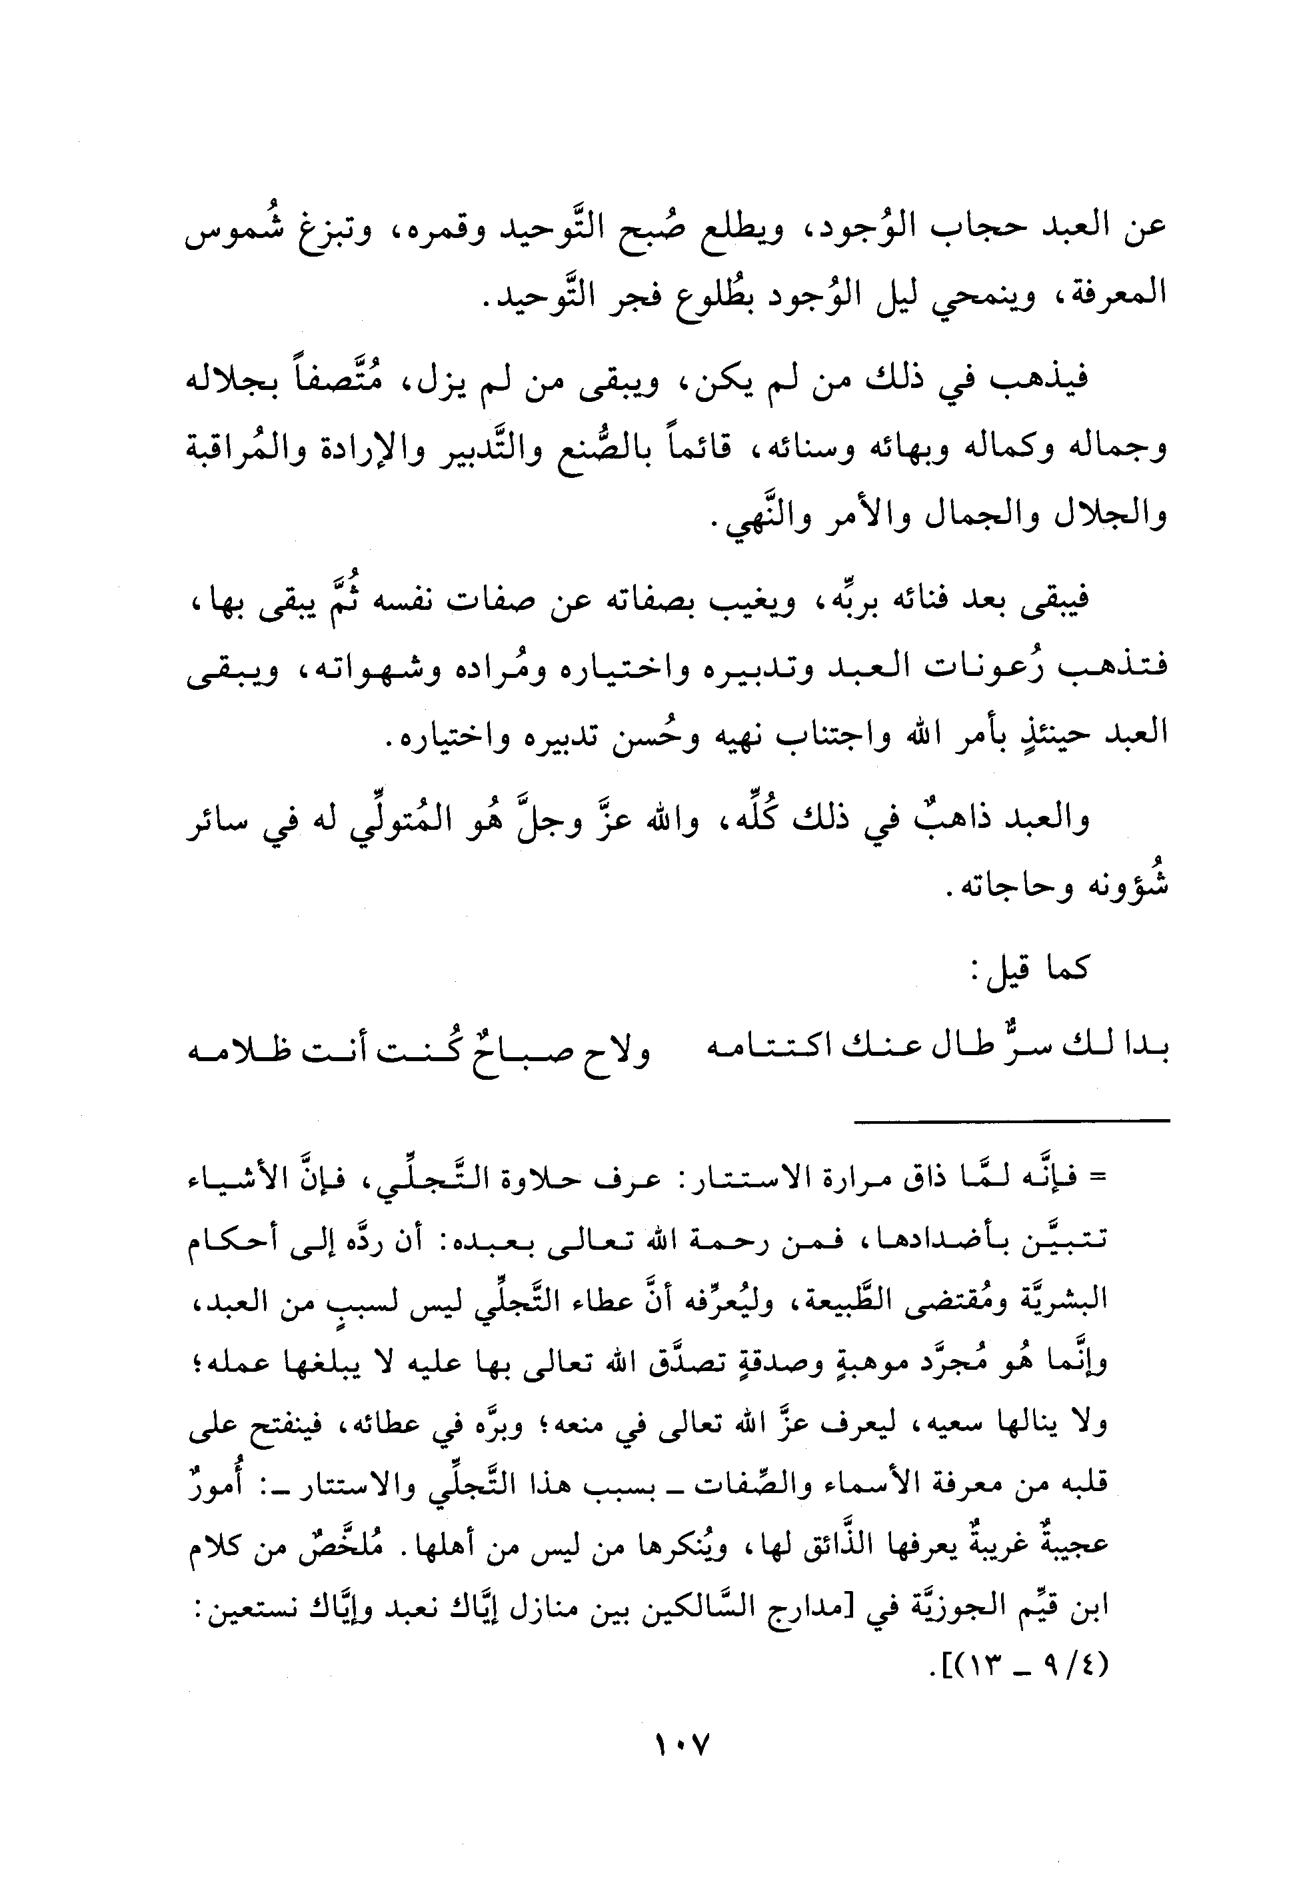 عن العبد حجاب الوُجود، ويطلع صُبح التَّوحيد وقمره، وتبزغ شُموس
المعرفة، وينمحي ليل الوُجود بطُلوع فجر التَّوحيد.
فيذهب في ذلك من لم يكن، ويبقى من لم يزل، مُتَّصفاً بجلاله
وجماله وكماله وبهائه وسنائه، قائماً بالصُّنع والتَّدبير والإرادة والمُراقبة
والجلال والجمال والأمر والنَّهي.
فيبقى بعد فنائه بربِّه، ويغيب بصفاته عن صفات نفسه ثُمَّ يبقى بها،
فتذهب رُعونات العبد وتدبيره واختياره ومُراده وشهواته، ويبقى
العبد حينئذٍ بأمر الله واجتناب نهيه وحُسن تدبيره واختياره.
والعبد ذاهبٌ في ذلك كُلِّه، والله عزَّ وجلَّ هُو المُتولِّي له في سائر
شُؤونه وحاجاته.
كما قيل:
بدا لك سرٌّ طال عنك اكتتامه ولاح صباحٌ كُنت أنت ظلامه
= فإنَّه لمَّا ذاق مرارة الاستتار: عرف حلاوة التَّجلِّي، فإنَّ الأشياء
تتبيَّن بأضدادها، فمن رحمة الله تعالى بعبده: أن ردَّه إلى أحكام
البشريَّة ومُقتضى الطَّبيعة، وليُعرِّفه أنَّ عطاء التَّجلِّي ليس لسببٍ من العبد،
وإنَّما هُو مُجرَّد موهبةٍ وصدقةٍ تصدَّق الله تعالى بها عليه لا يبلغها عمله؛
ولا ينالها سعيه، ليعرف عزَّ الله تعالى في منعه؛ وبرَّه في عطائه، فينفتح على
قلبه من معرفة الأسماء والصِّفات ـ بسبب هذا التَّجلِّي والاستتار ـ: أُمورٌ
عجيبةٌ غريبةٌ يعرفها الذَّائق لها، ويُنكرها من ليس من أهلها. مُلخَّصٌ من كلام
ابن قيِّم الجوزيَّة في [مدارج السَّالكين بين منازل إيَّاك نعبد وإيَّاك نستعين:
(٤/ ٩ ـ ١٣)].
١٠٧